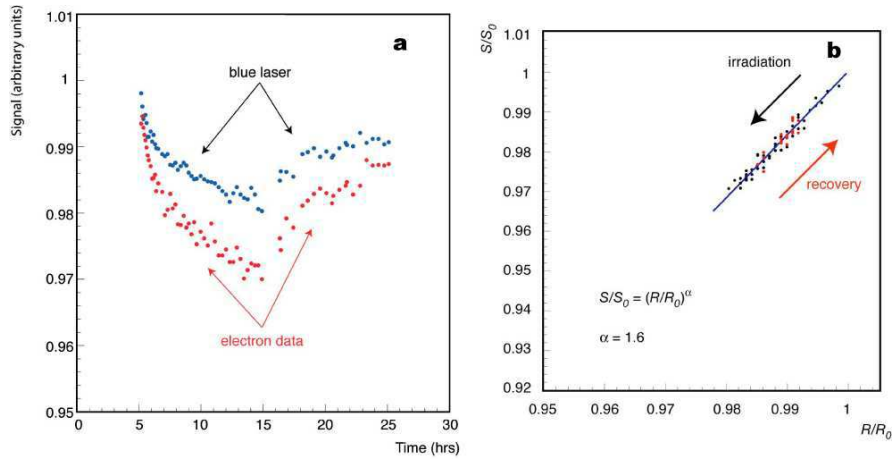 Signal (arbitrary units)
1.01
1
0.99
0.98
0.97
0.96
0.95
a
blue laser
electron data
0 5 10 15 20 25 30
Time (hrs)
S/S0
1.01
1
0.99
0.98
0.97
0.96
0.95
0.94
0.93
0.92
b
irradiation
recovery
S/S0 = (R/R0)α
α = 1.6
0.95 0.96 0.97 0.98 0.99 1
R/R0